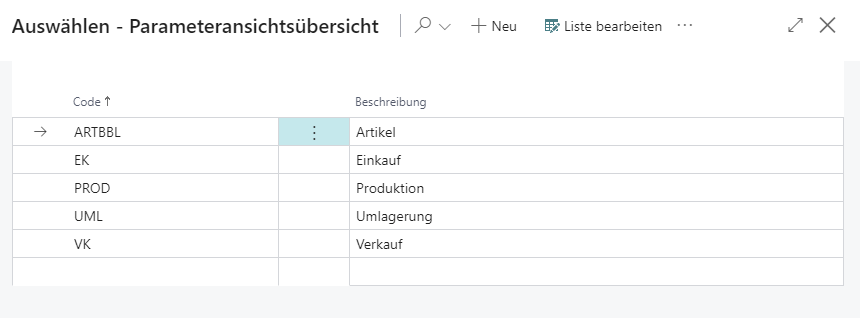 Auswählen - Parameteransichtsübersicht
Neu
Liste bearbeiten
Code ↑
Beschreibung
ARTBBL
Artikel
EK
Einkauf
PROD
Produktion
UML
Umlagerung
VK
Verkauf